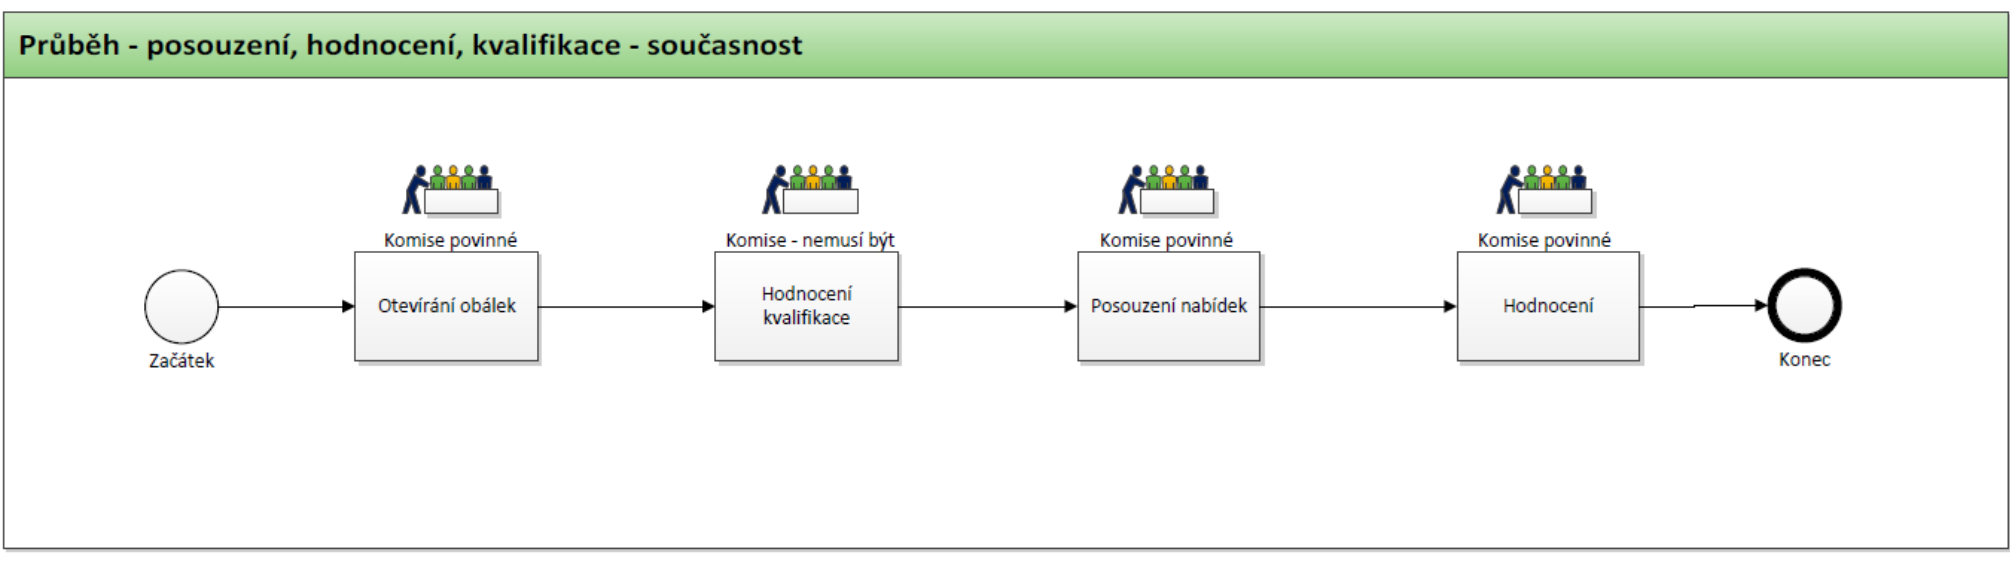 Průběh - posouzení, hodnocení, kvalifikace - současnost
Komise povinné
Komise - nemusí být
Komise povinné
Komise povinné
Začátek
Otevírání obálek
Hodnocení
kvalifikace
Posouzení nabídek
Hodnocení
Konec